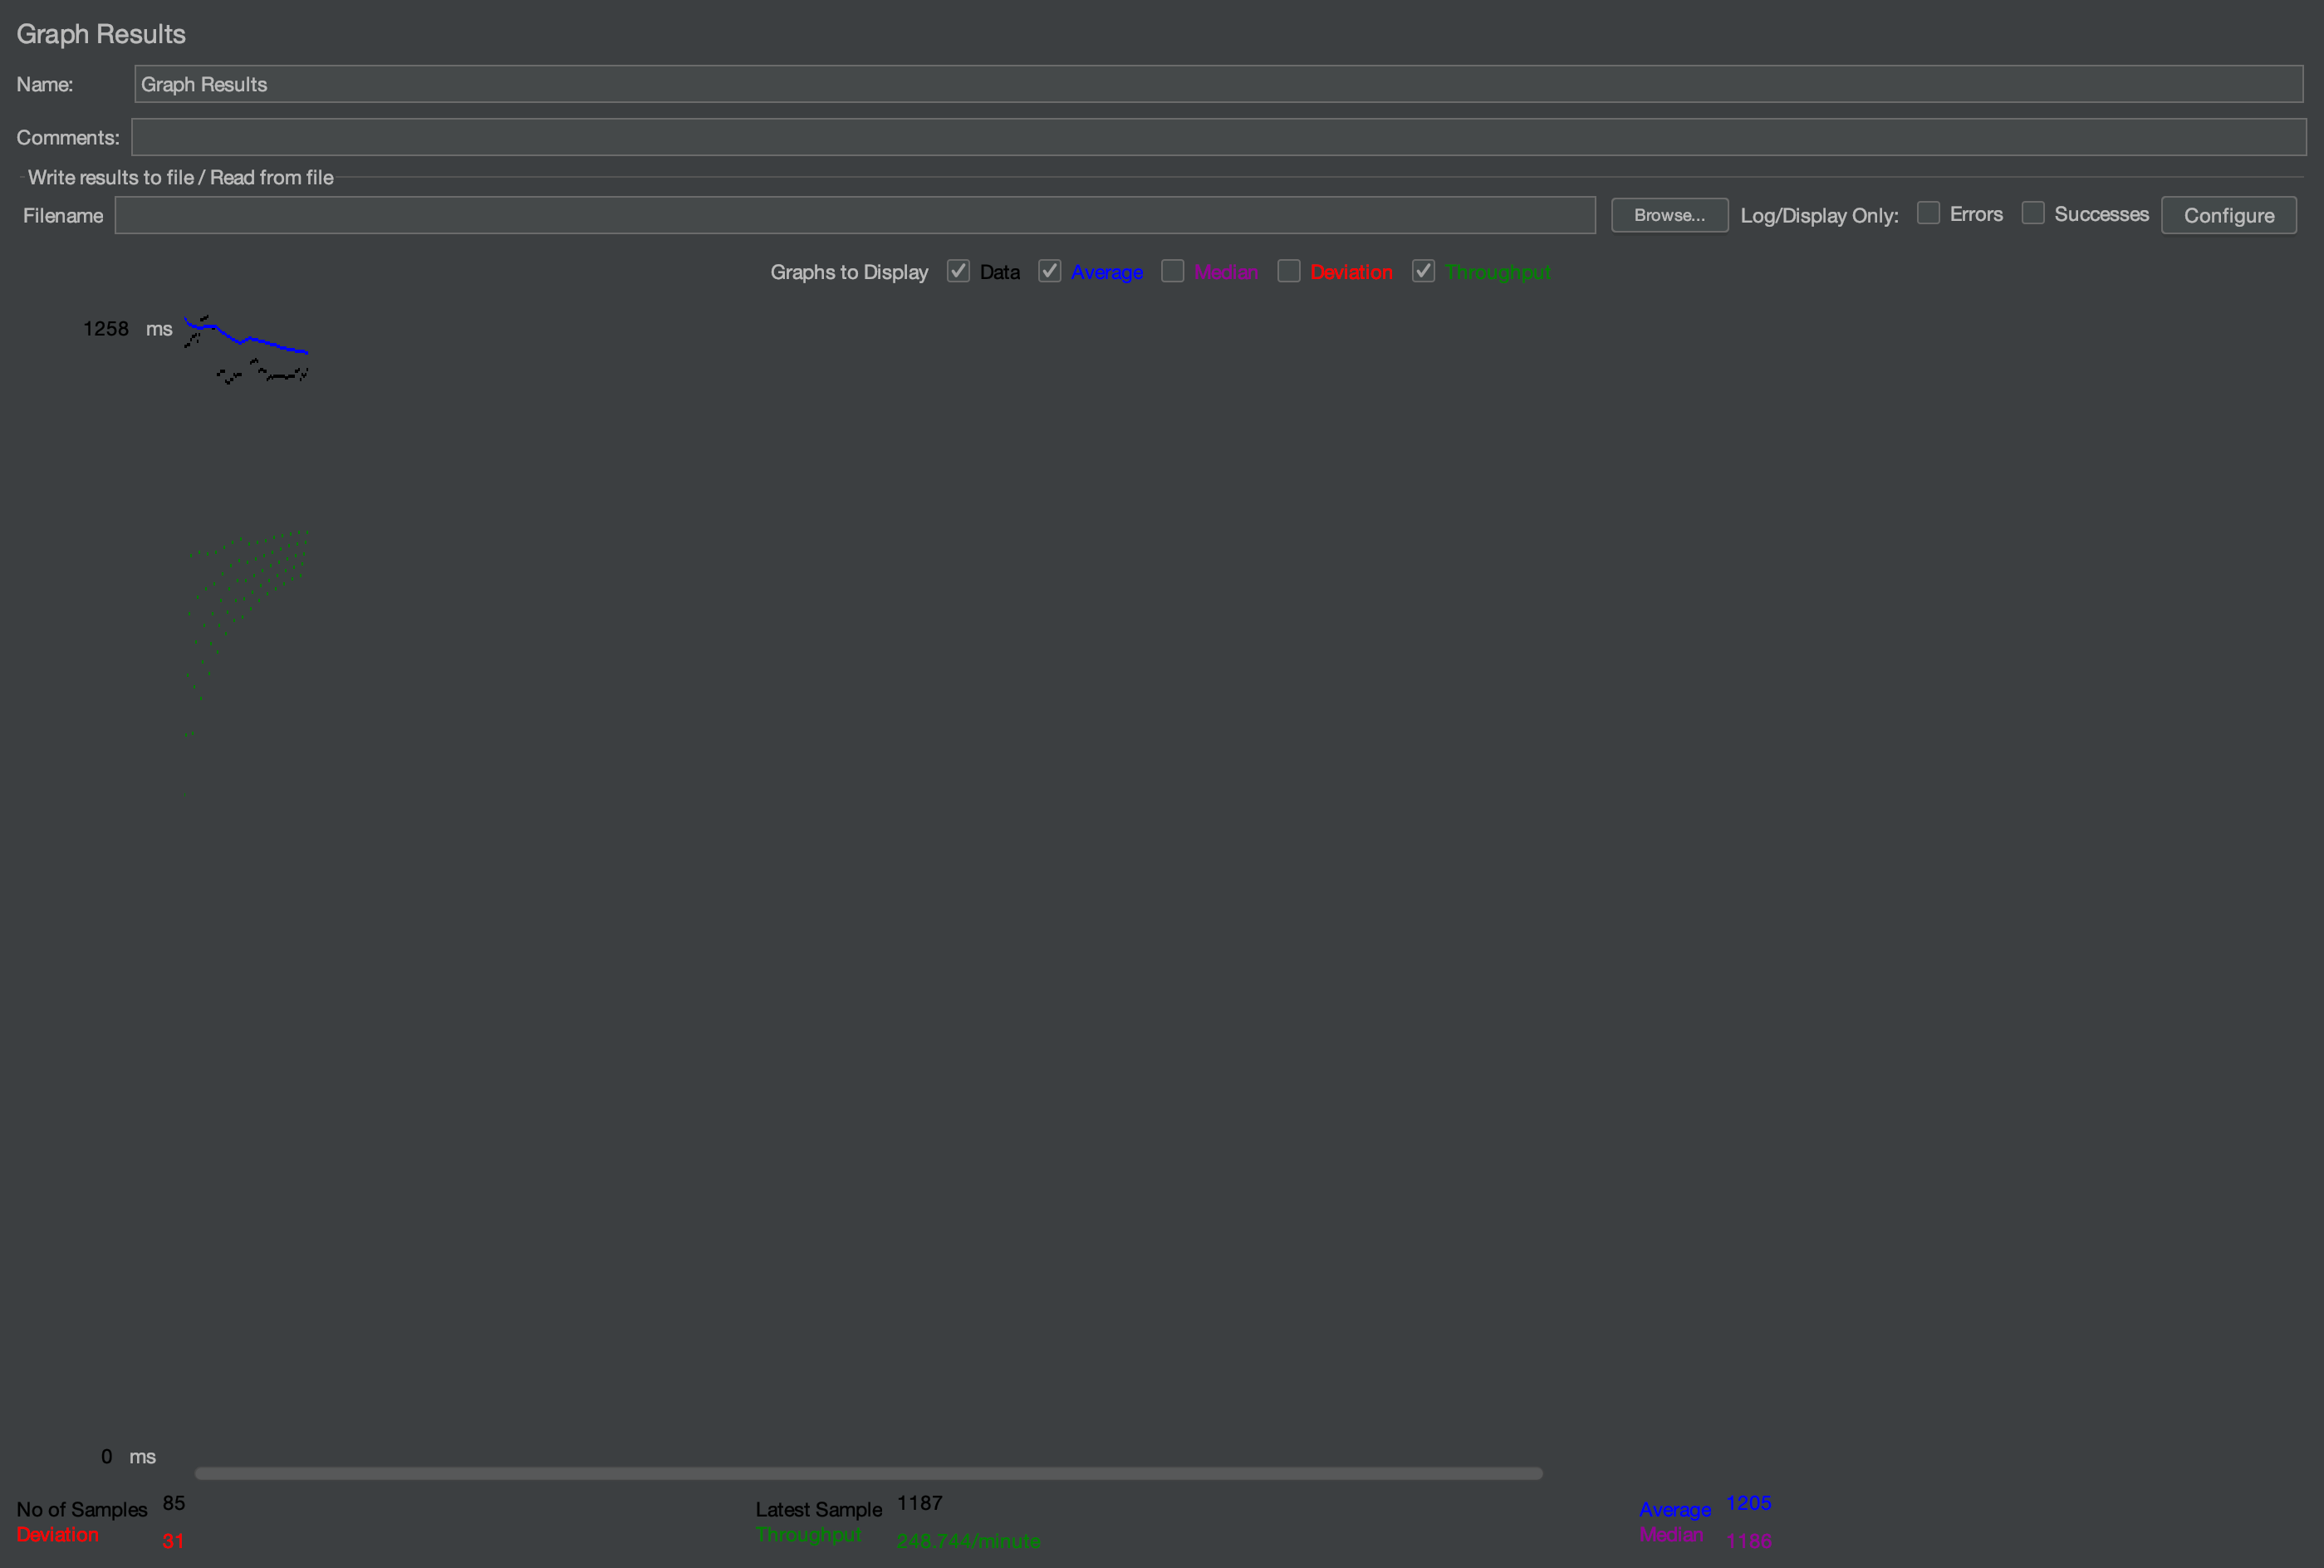 Graph Results
Name: Graph Results
Comments:
Write results to file / Read from file
Filename Browse... Log/Display Only: Errors Successes Configure
Graphs to Display Data Average Median Deviation Throughput
1258 ms
0 ms
No of Samples 85 Latest Sample 1187 Average 1205
Deviation 31 Throughput 248.744/minute Median 1186